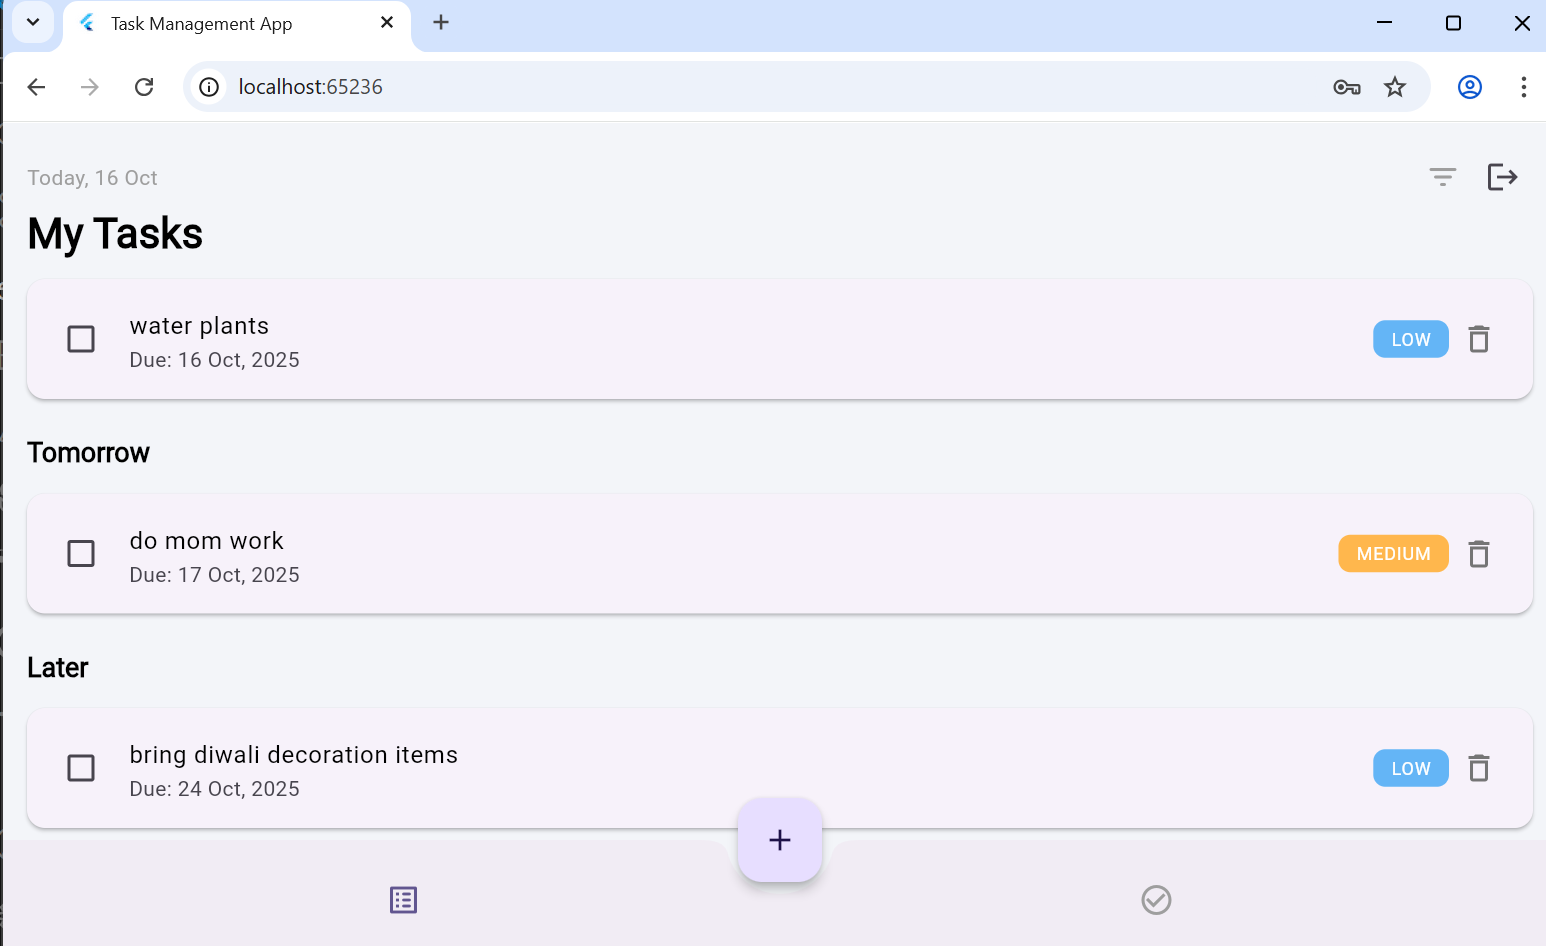 Task Management App
localhost:65236
Today, 16 Oct
My Tasks
water plants
Due: 16 Oct, 2025
LOW
Tomorrow
do mom work
Due: 17 Oct, 2025
MEDIUM
Later
bring diwali decoration items
Due: 24 Oct, 2025
LOW